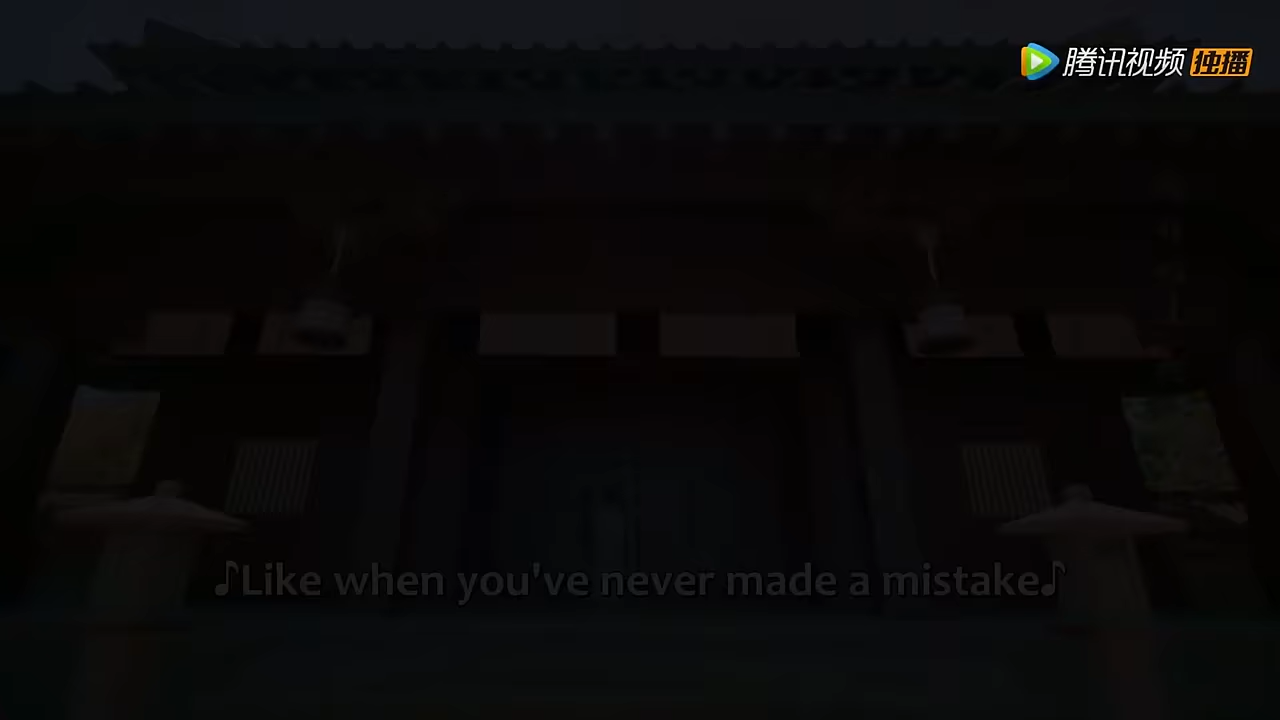 腾讯视频 独播
♪Like when you've never made a mistake♪